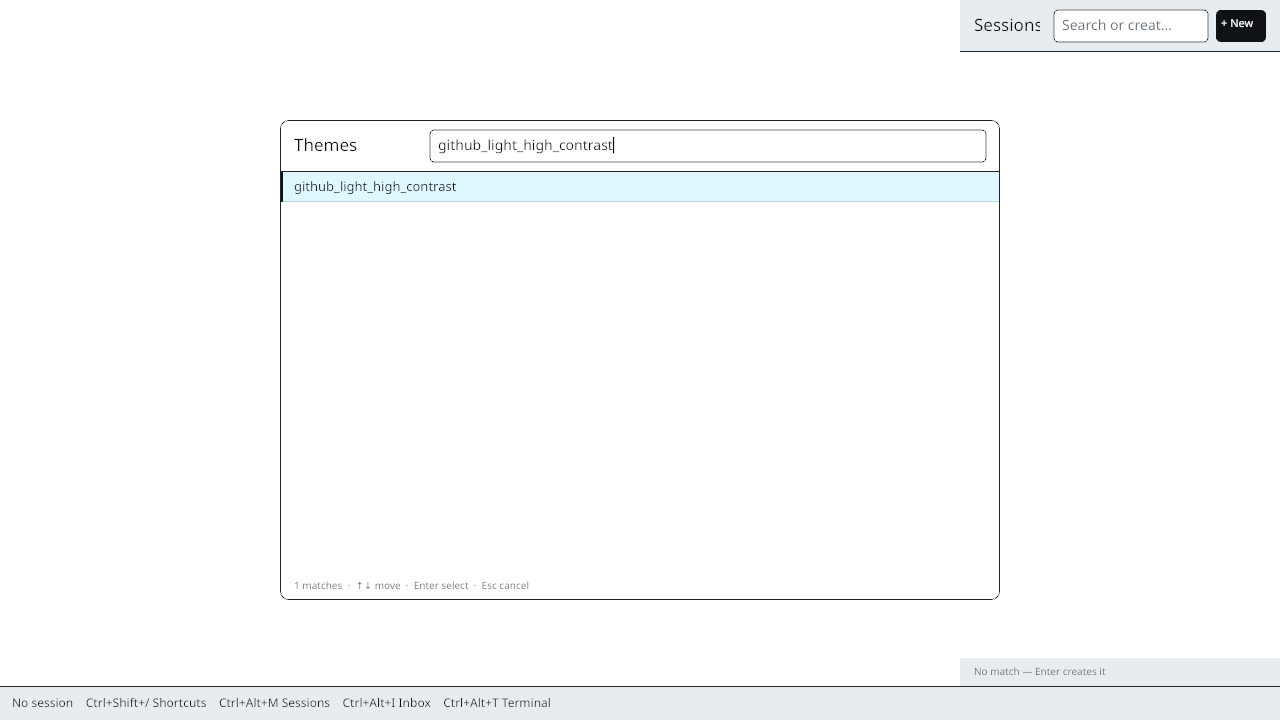 Sessions Search or creat... + New
Themes github_light_high_contrast
github_light_high_contrast
1 matches · ↑↓ move · Enter select · Esc cancel
No match — Enter creates it
No session Ctrl+Shift+/ Shortcuts Ctrl+Alt+M Sessions Ctrl+Alt+I Inbox Ctrl+Alt+T Terminal